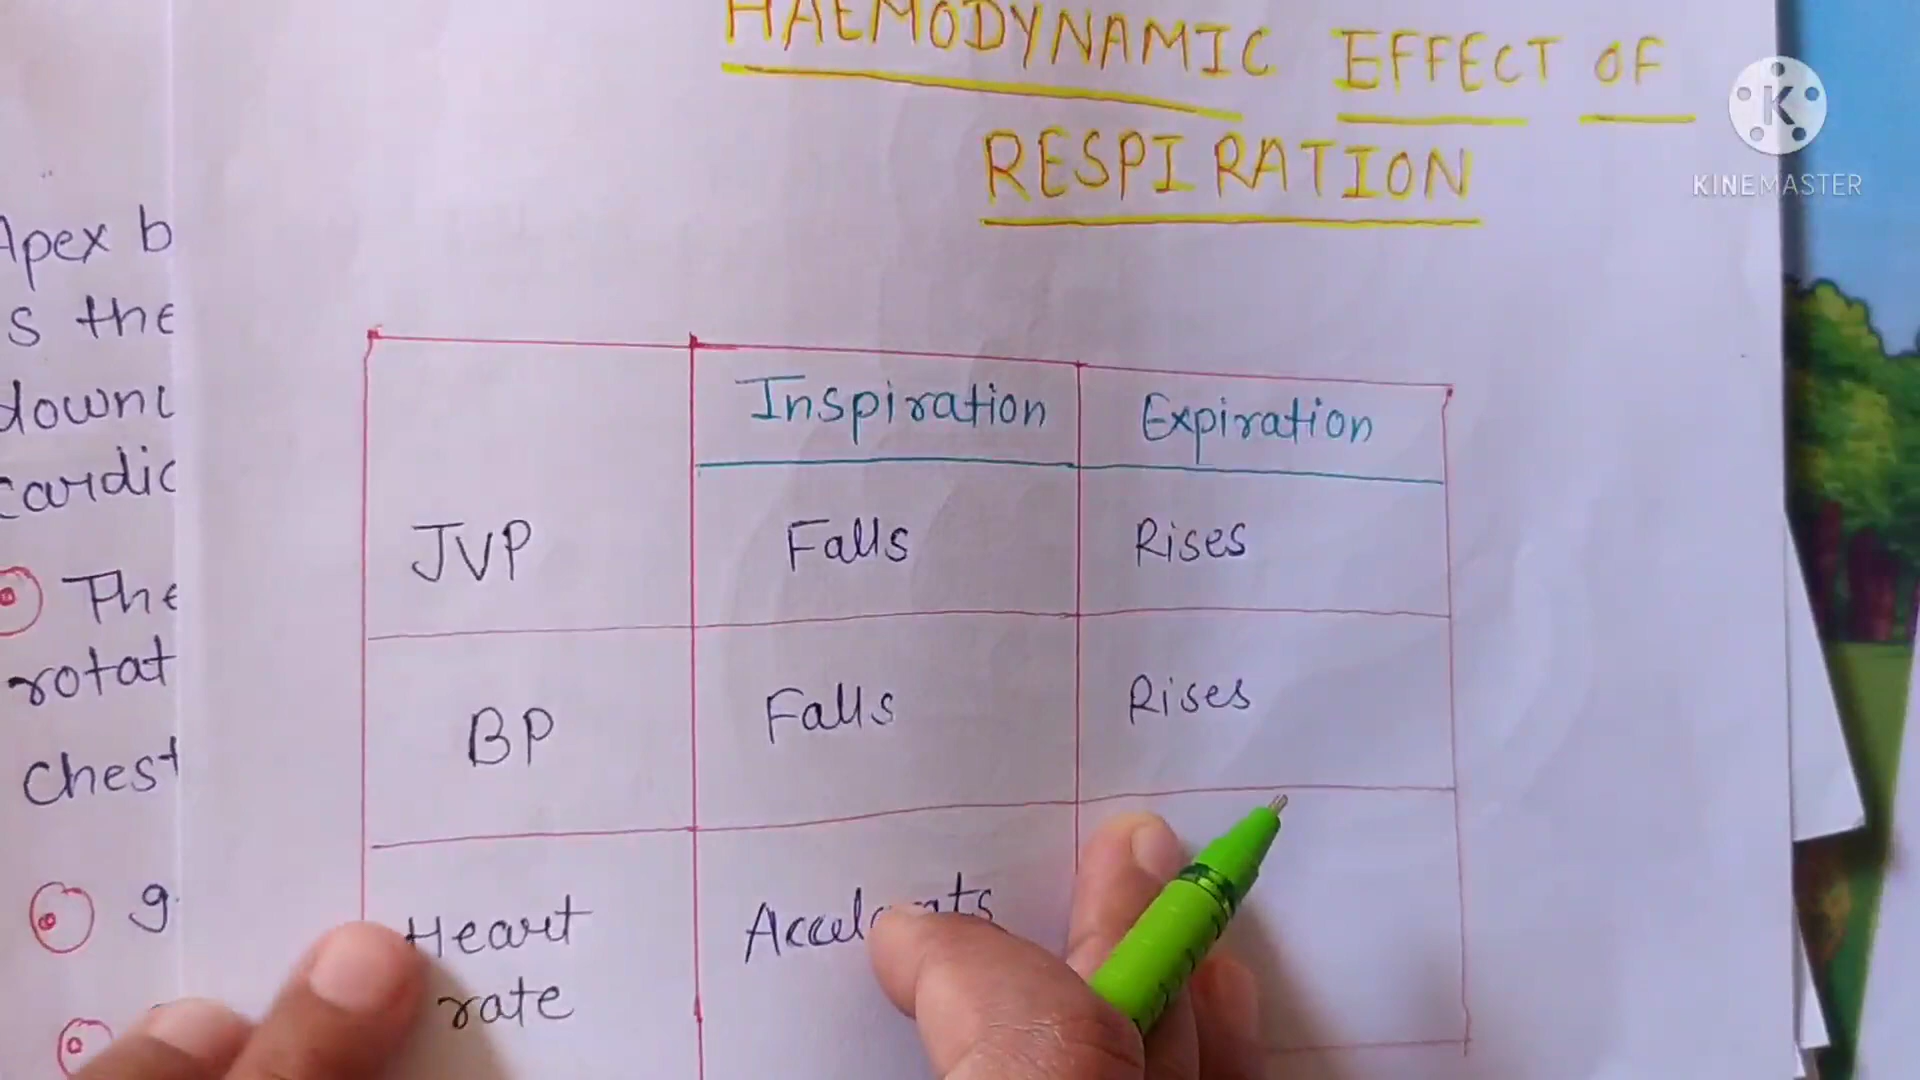 HAEMODYNAMIC EFFECT OF
RESPIRATION
KINEMASTER
Apex b
s the
down
cardic
The
rotat
chest
g
Inspiration Expiration
JVP Falls Rises
BP Falls Rises
Heart
rate